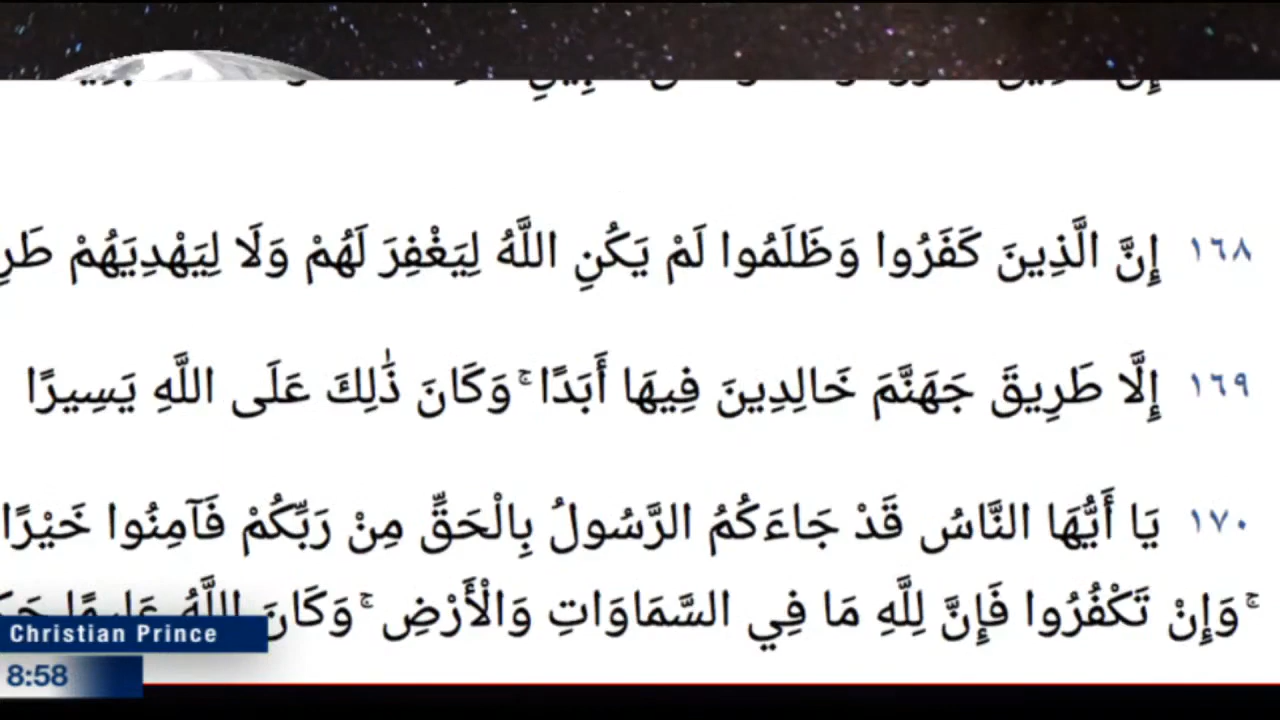 ١٦٨ إِنَّ الَّذِينَ كَفَرُوا وَظَلَمُوا لَمْ يَكُنِ اللَّهُ لِيَغْفِرَ لَهُمْ وَلَا لِيَهْدِيَهُمْ
١٦٩ إِلَّا طَرِيقَ جَهَنَّمَ خَالِدِينَ فِيهَا أَبَدًا ۚ وَكَانَ ذَٰلِكَ عَلَى اللَّهِ يَسِيرًا
١٧٠ يَا أَيُّهَا النَّاسُ قَدْ جَاءَكُمُ الرَّسُولُ بِالْحَقِّ مِنْ رَبِّكُمْ فَآمِنُوا خَيْرًا
ۚ وَإِنْ تَكْفُرُوا فَإِنَّ لِلَّهِ مَا فِي السَّمَاوَاتِ وَالْأَرْضِ ۚ وَكَانَ اللَّهُ
Christian Prince
8:58